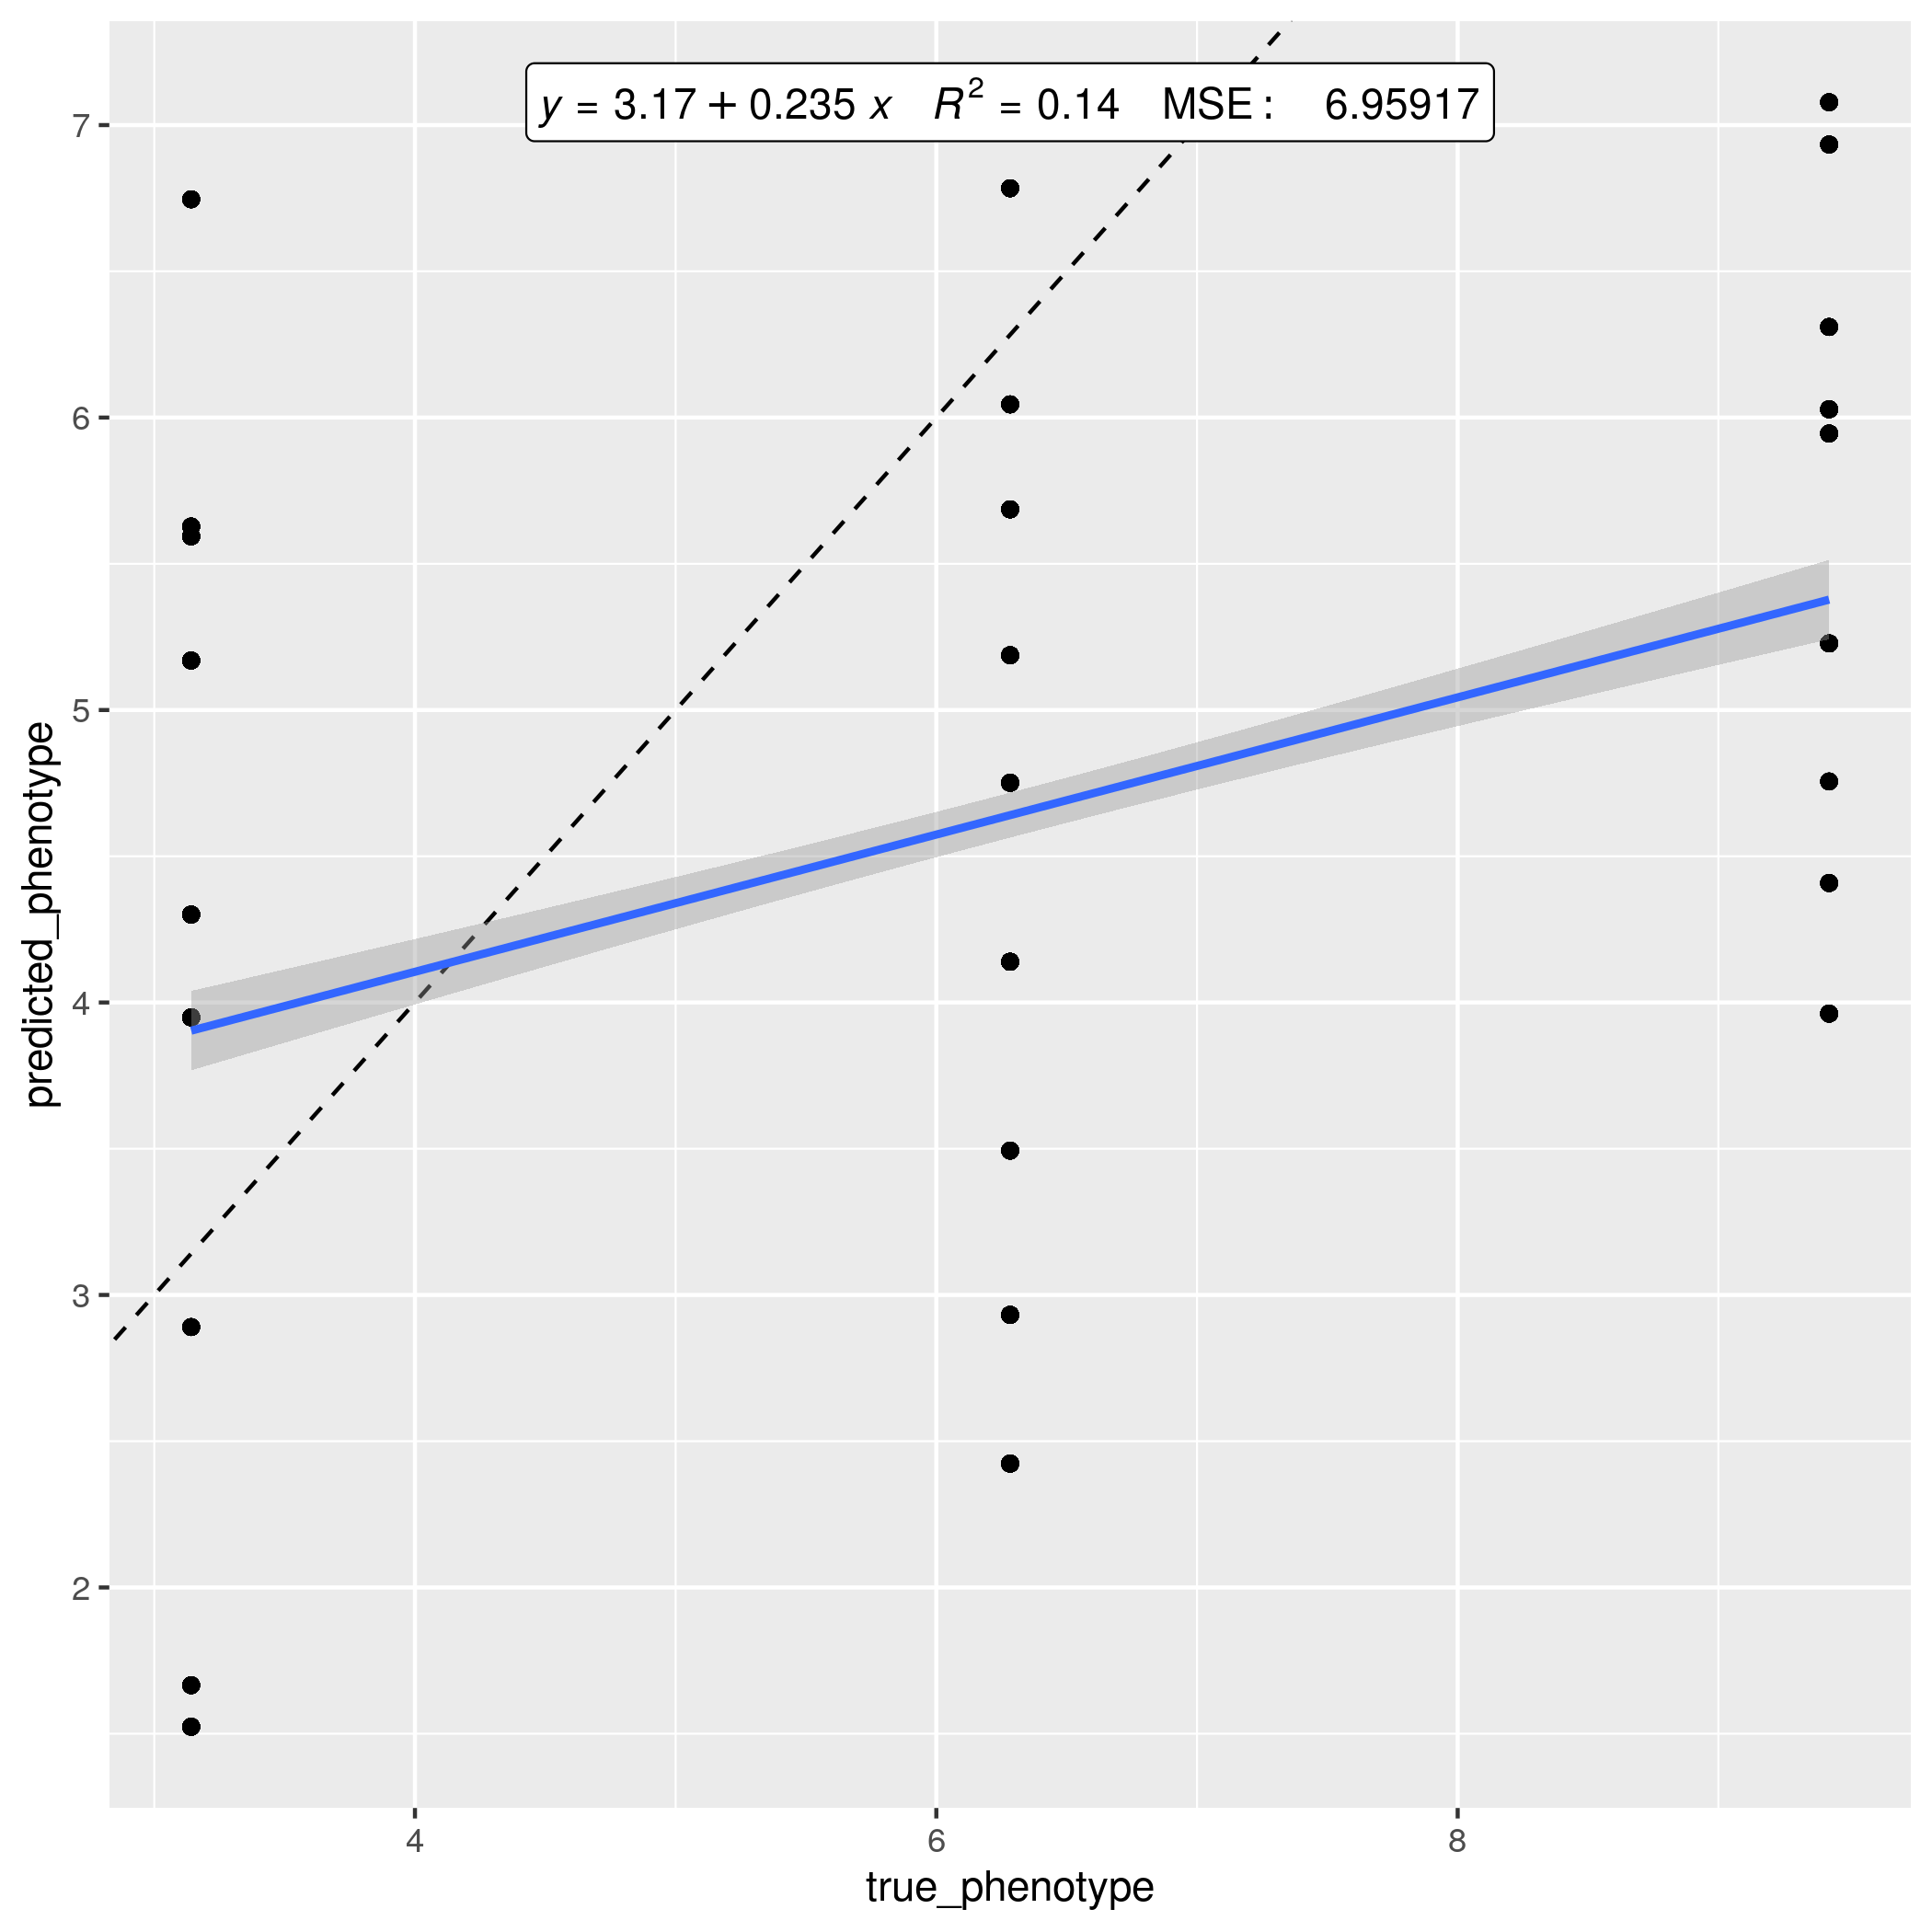 y = 3.17 + 0.235 x R² = 0.14 MSE : 6.95917
7
6
5
4
3
2
predicted_phenotype
4 6 8
true_phenotype